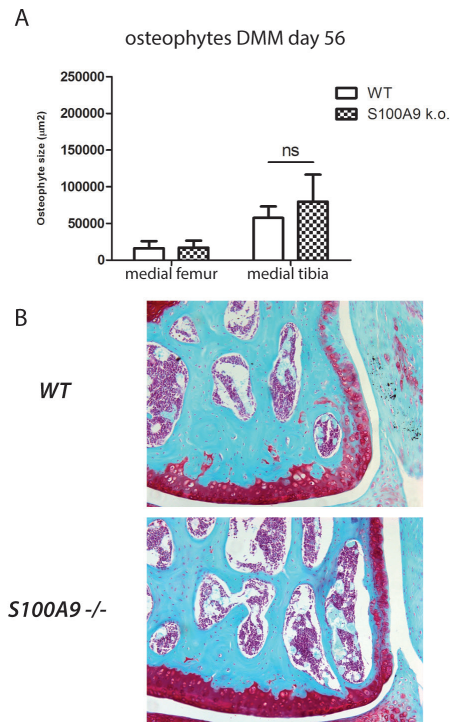 A
osteophytes DMM day 56
250000
200000
150000
100000
50000
0
Osteophyte size (µm2)
WT
S100A9 k.o.
ns
medial femur
medial tibia
B
WT
S100A9 -/-